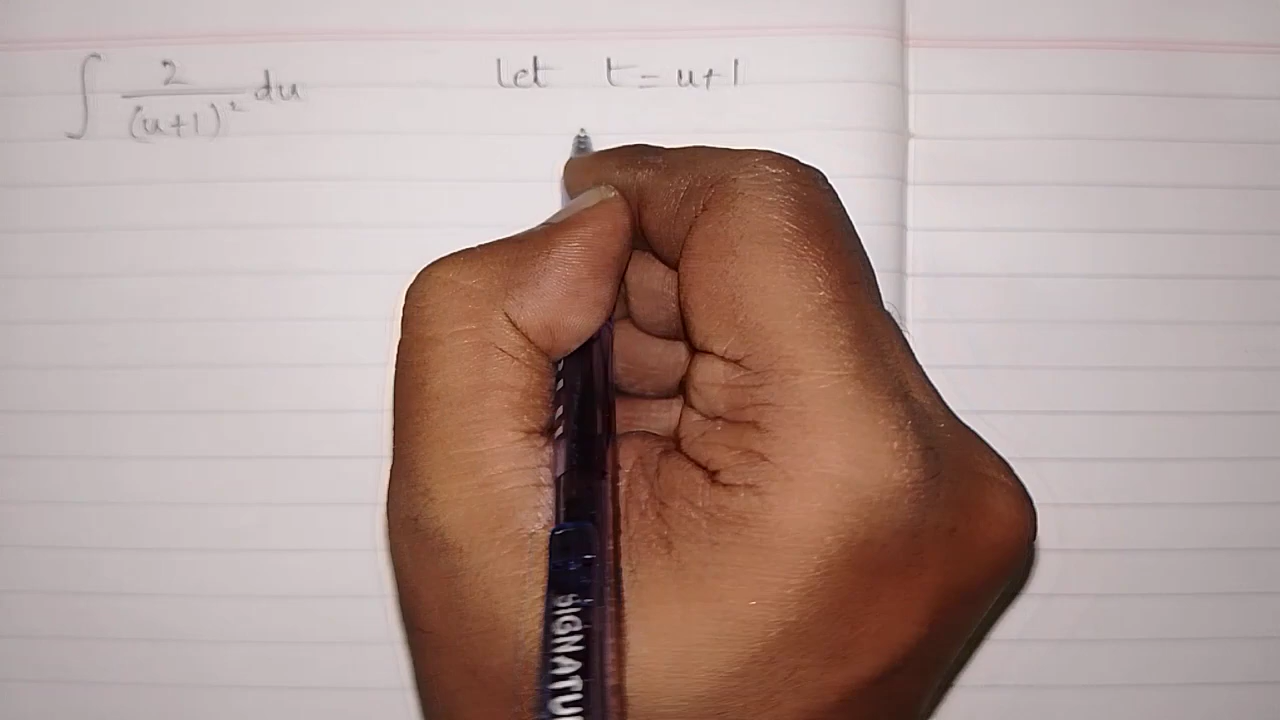 ∫ 2/(u+1)² du
Let t = u+1
SIGNATU